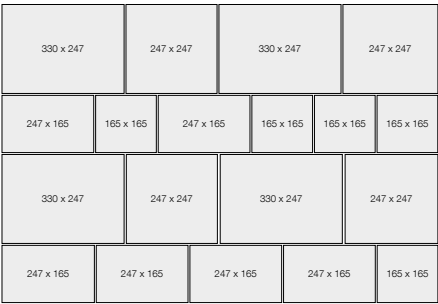 330 x 247 247 x 247 330 x 247 247 x 247
247 x 165 165 x 165 247 x 165 165 x 165 165 x 165 165 x 165
330 x 247 247 x 247 330 x 247 247 x 247
247 x 165 247 x 165 247 x 165 247 x 165 165 x 165